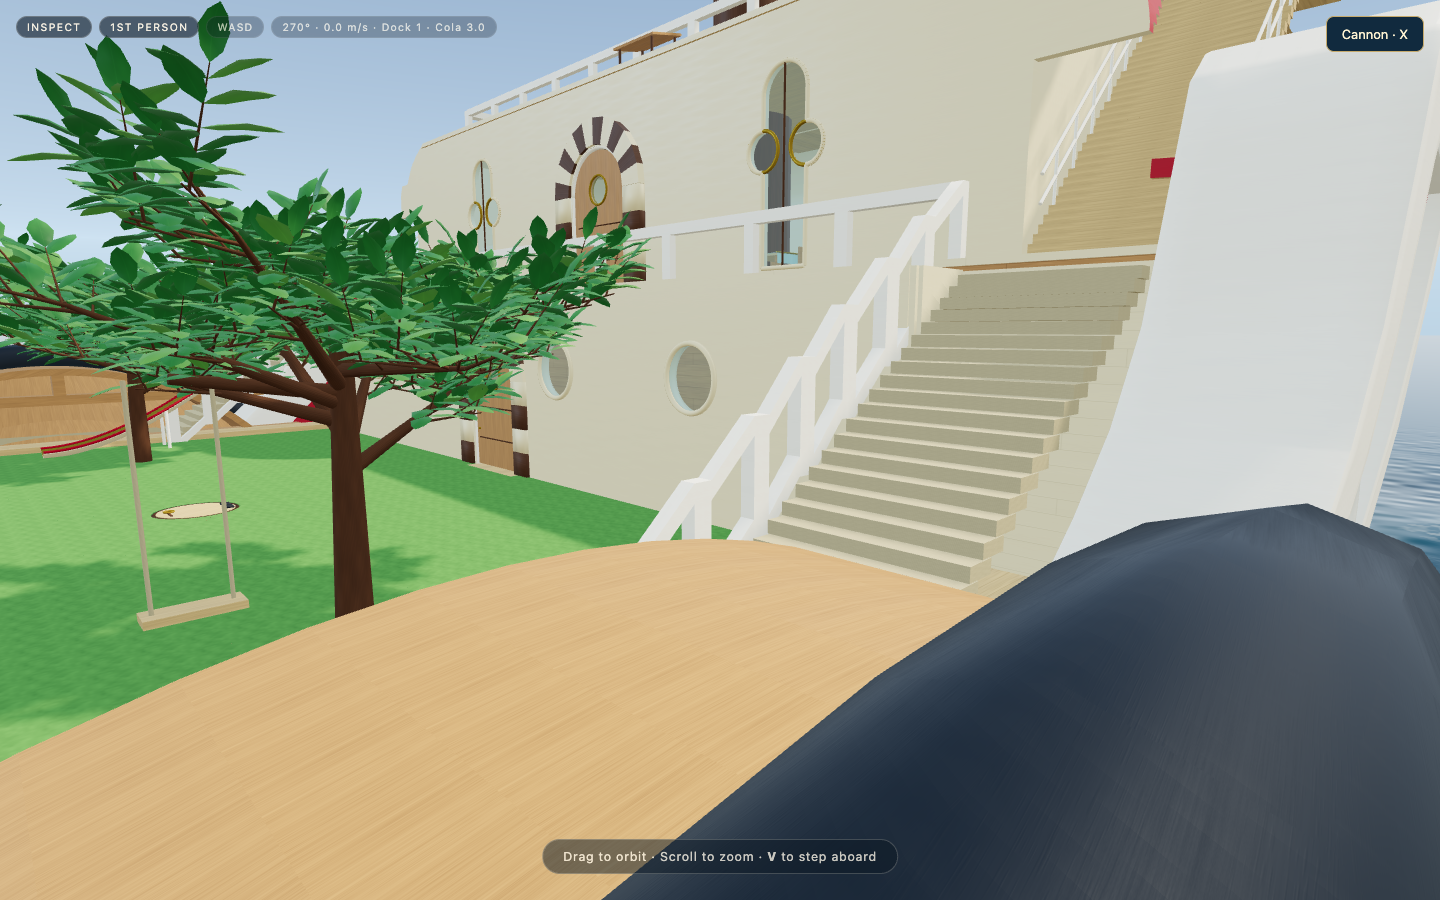 INSPECT
1ST PERSON
WASD
270° · 0.0 m/s · Dock 1 · Cola 3.0
Cannon · X
Drag to orbit · Scroll to zoom · V to step aboard